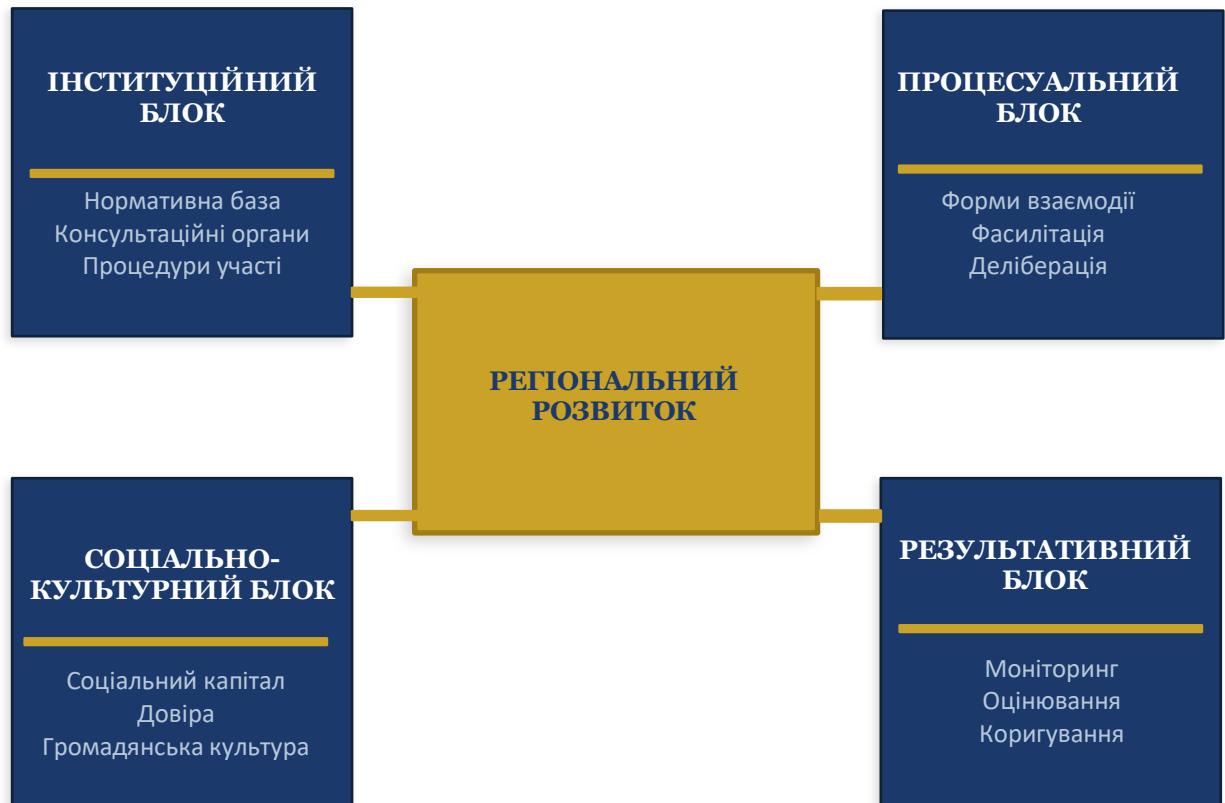 ІНСТИТУЦІЙНИЙ
БЛОК
Нормативна база
Консультаційні органи
Процедури участі
ПРОЦЕСУАЛЬНИЙ
БЛОК
Форми взаємодії
Фасилітація
Деліберація
РЕГІОНАЛЬНИЙ
РОЗВИТОК
СОЦІАЛЬНО-
КУЛЬТУРНИЙ БЛОК
Соціальний капітал
Довіра
Громадянська культура
РЕЗУЛЬТАТИВНИЙ
БЛОК
Моніторинг
Оцінювання
Коригування